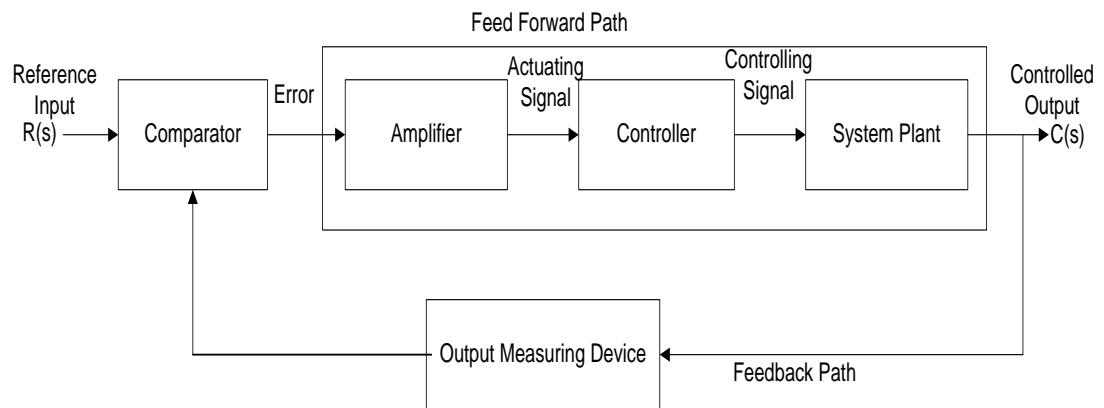 Feed Forward Path
Reference
Input
R(s)
Comparator
Error
Amplifier
Actuating
Signal
Controller
Controlling
Signal
System Plant
Controlled
Output
C(s)
Output Measuring Device
Feedback Path